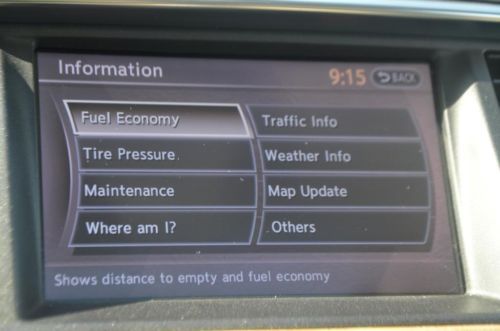 Information
9:15 BACK
Fuel Economy
Traffic Info
Tire Pressure
Weather Info
Maintenance
Map Update
Where am I?
Others
Shows distance to empty and fuel economy